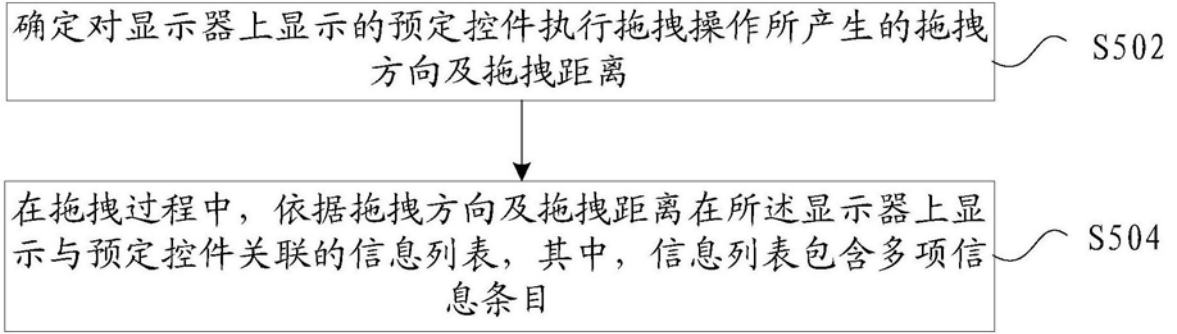 确定对显示器上显示的预定控件执行拖拽操作所产生的拖拽
方向及拖拽距离
S502
在拖拽过程中，依据拖拽方向及拖拽距离在所述显示器上显
示与预定控件关联的信息列表，其中，信息列表包含多项信
息条目
S504